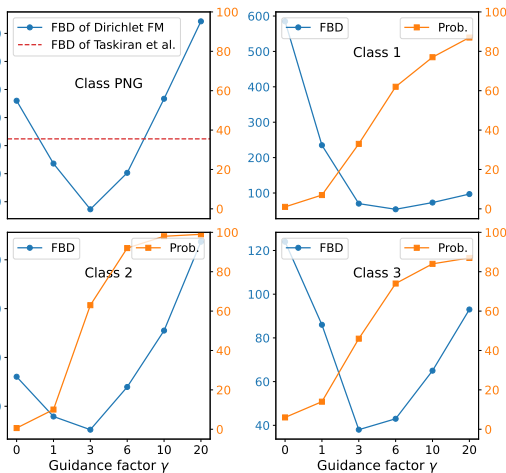 FBD of Dirichlet FM
FBD of Taskiran et al.
Class PNG
100
80
60
40
20
0
FBD
Prob.
Class 1
600
500
400
300
200
100
100
80
60
40
20
0
FBD
Prob.
Class 2
100
80
60
40
20
0
0 1 3 6 10 20
Guidance factor γ
FBD
Prob.
Class 3
120
100
80
60
40
100
80
60
40
20
0
0 1 3 6 10 20
Guidance factor γ